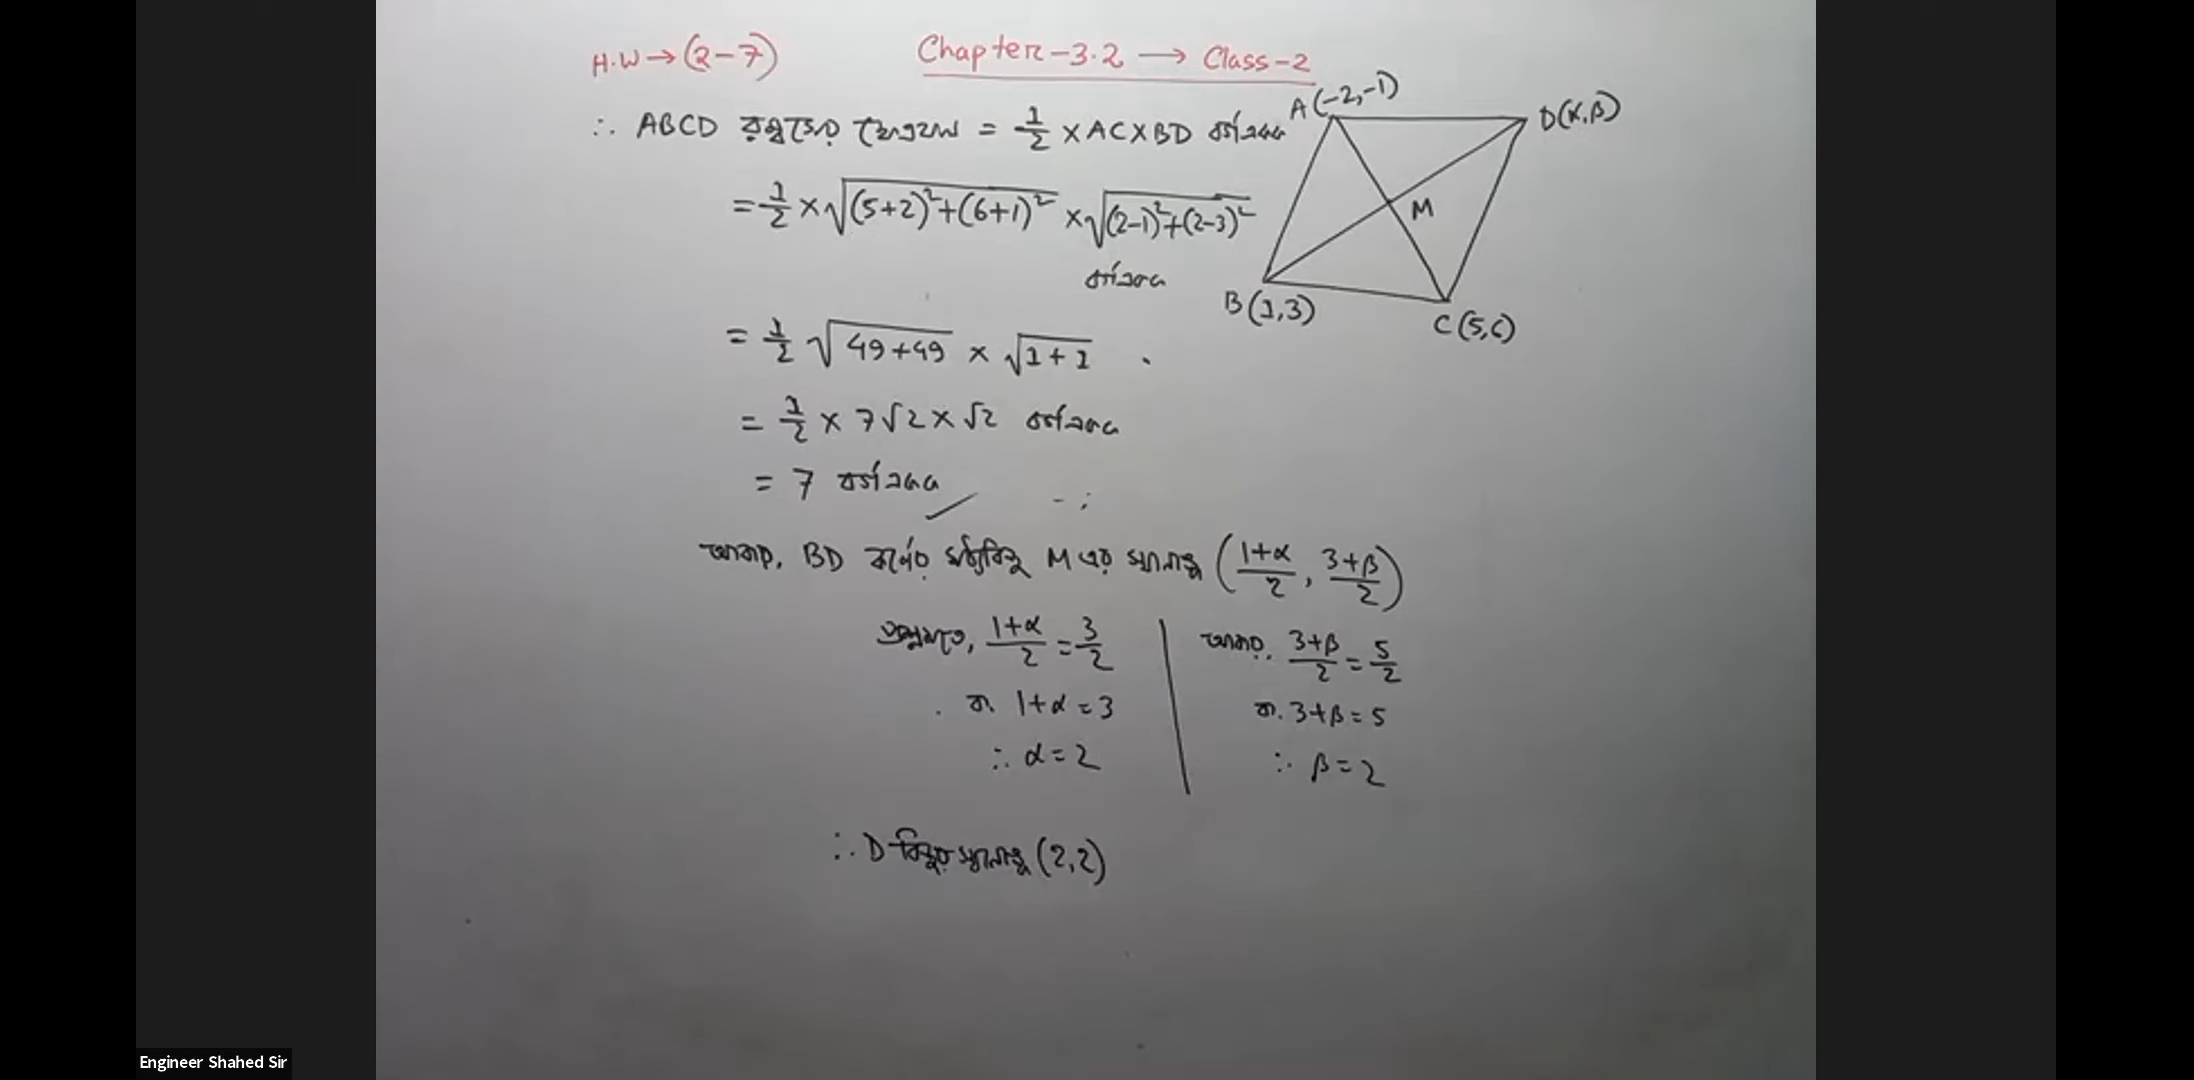 H.W → (2-7)
Chapter-3.2 → Class-2
∴ ABCD রম্বসের ক্ষেত্রফল = 1/2 × AC × BD বর্গএকক
= 1/2 × √((5+2)²+(6+1)²) × √((2-1)²+(2-3)²)
বর্গএকক
= 1/2 √(49+49) × √(1+1)
= 1/2 × 7√2 × √2 বর্গএকক
= 7 বর্গএকক
A(-2,-1)
D(α,β)
M
B(1,3)
C(5,6)
আবার, BD কর্ণের মধ্যবিন্দু M এর স্থানাঙ্ক ((1+α)/2, (3+β)/2)
প্রশ্নমতে, (1+α)/2 = 3/2
বা, 1+α = 3
∴ α = 2
আবার, (3+β)/2 = 5/2
বা, 3+β = 5
∴ β = 2
∴ D বিন্দুর স্থানাঙ্ক (2,2)
Engineer Shahed Sir